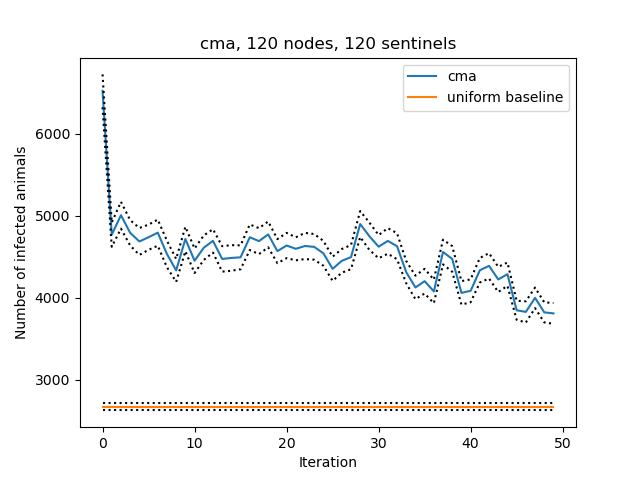 cma, 120 nodes, 120 sentinels
cma
uniform baseline
Number of infected animals
6000
5000
4000
3000
0 10 20 30 40 50
Iteration